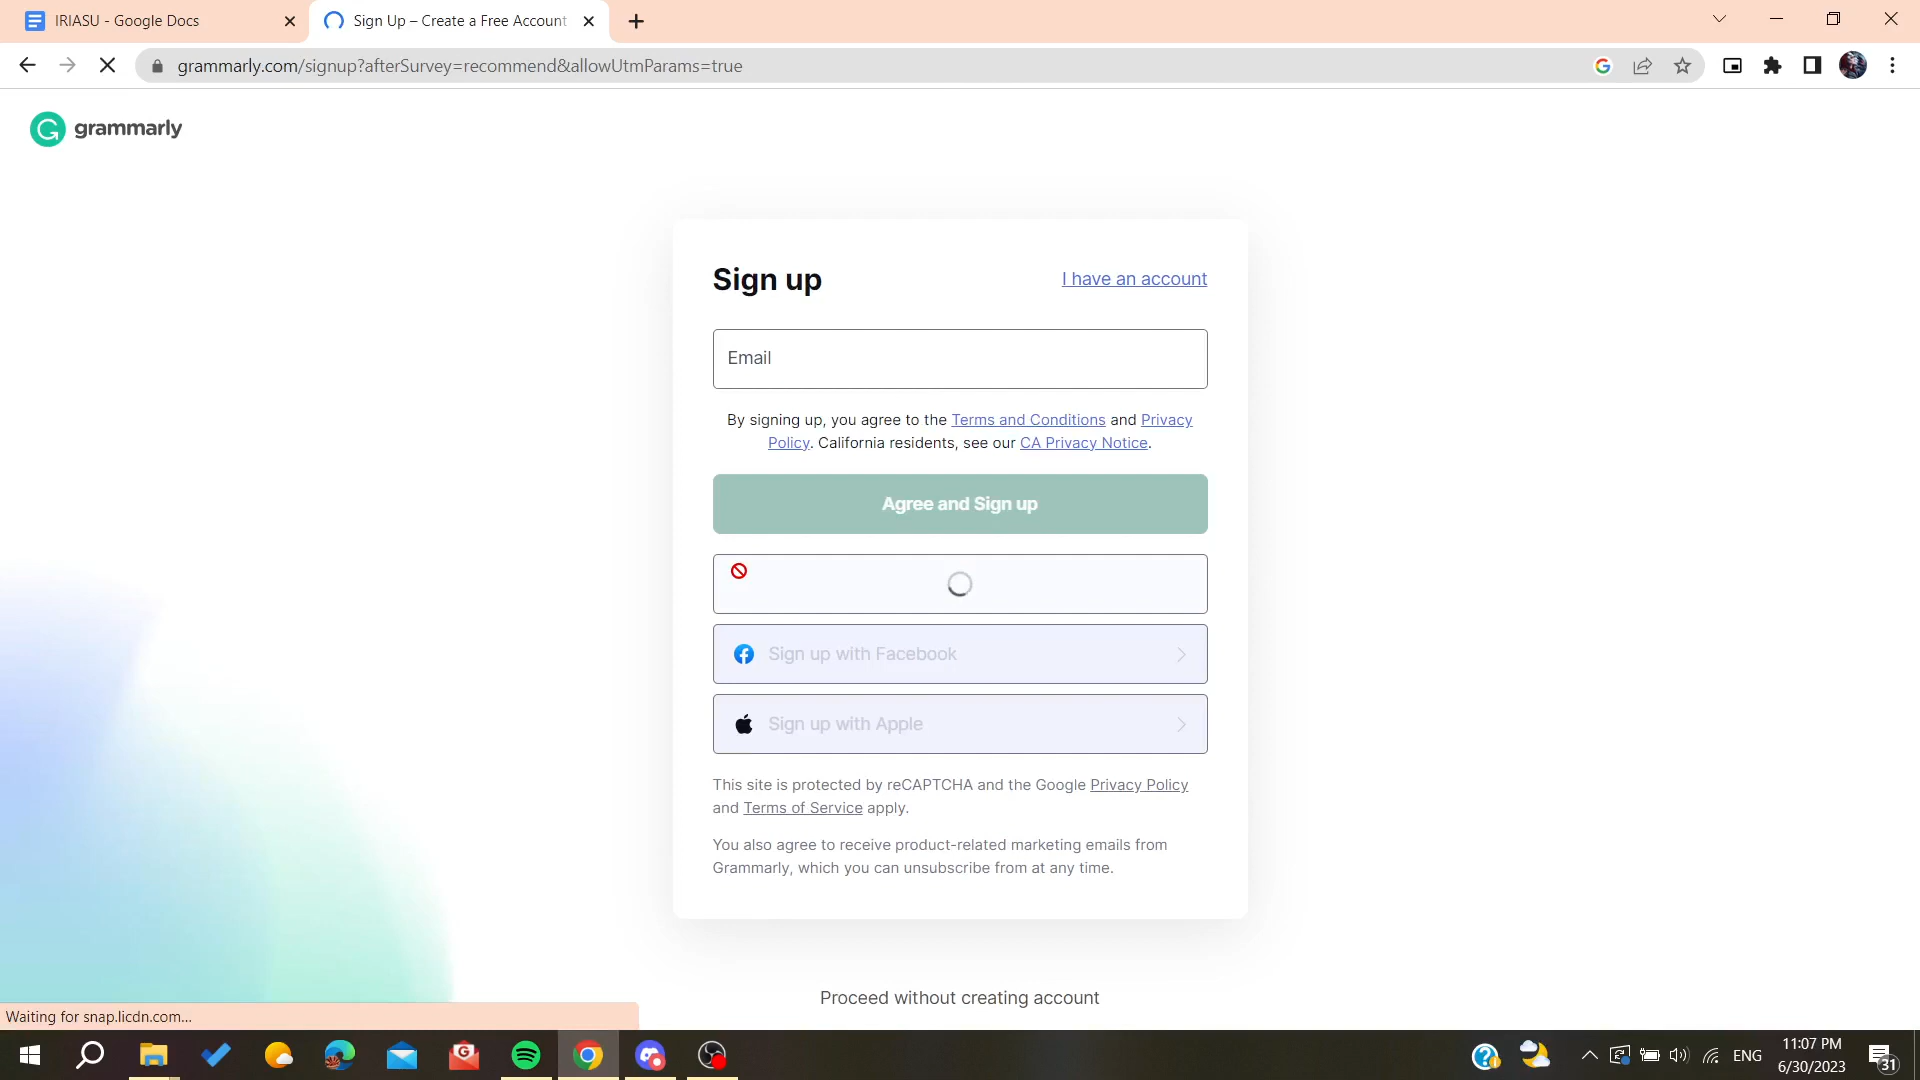 IRIASU - Google Docs
Sign Up – Create a Free Account
grammarly.com/signup?afterSurvey=recommend&allowUtmParams=true
grammarly
Sign up
I have an account
Email
By signing up, you agree to the Terms and Conditions and Privacy
Policy. California residents, see our CA Privacy Notice.
Agree and Sign up
Sign up with Facebook
Sign up with Apple
This site is protected by reCAPTCHA and the Google Privacy Policy
and Terms of Service apply.
You also agree to receive product-related marketing emails from
Grammarly, which you can unsubscribe from at any time.
Proceed without creating account
Waiting for snap.licdn.com...
ENG
11:07 PM
6/30/2023
31